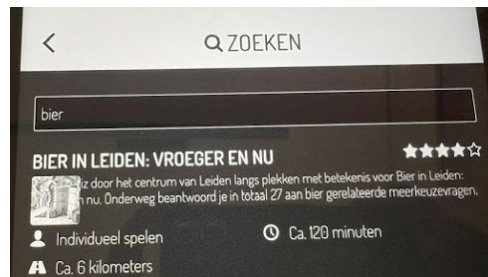 ZOEKEN
bier
BIER IN LEIDEN: VROEGER EN NU
door het centrum van Leiden langs plekken met betekenis voor Bier in Leiden:
nu. Onderweg beantwoord je in totaal 27 aan bier gerelateerde meerkeuzevragen.
Individueel spelen
Ca. 120 minuten
Ca. 6 kilometers